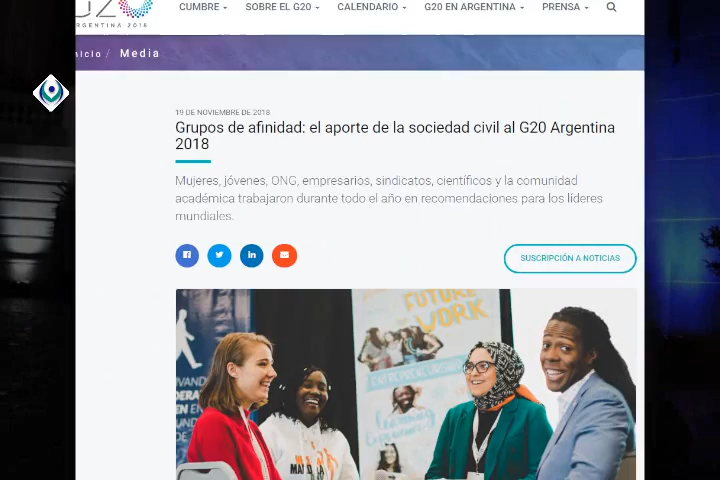 G20
ARGENTINA 2018
CUMBRE SOBRE EL G20 CALENDARIO G20 EN ARGENTINA PRENSA
Inicio / Media
19 DE NOVIEMBRE DE 2018
Grupos de afinidad: el aporte de la sociedad civil al G20 Argentina
2018
Mujeres, jóvenes, ONG, empresarios, sindicatos, científicos y la comunidad
académica trabajaron durante todo el año en recomendaciones para los líderes
mundiales.
SUSCRIPCIÓN A NOTICIAS
FUTURE
WORK